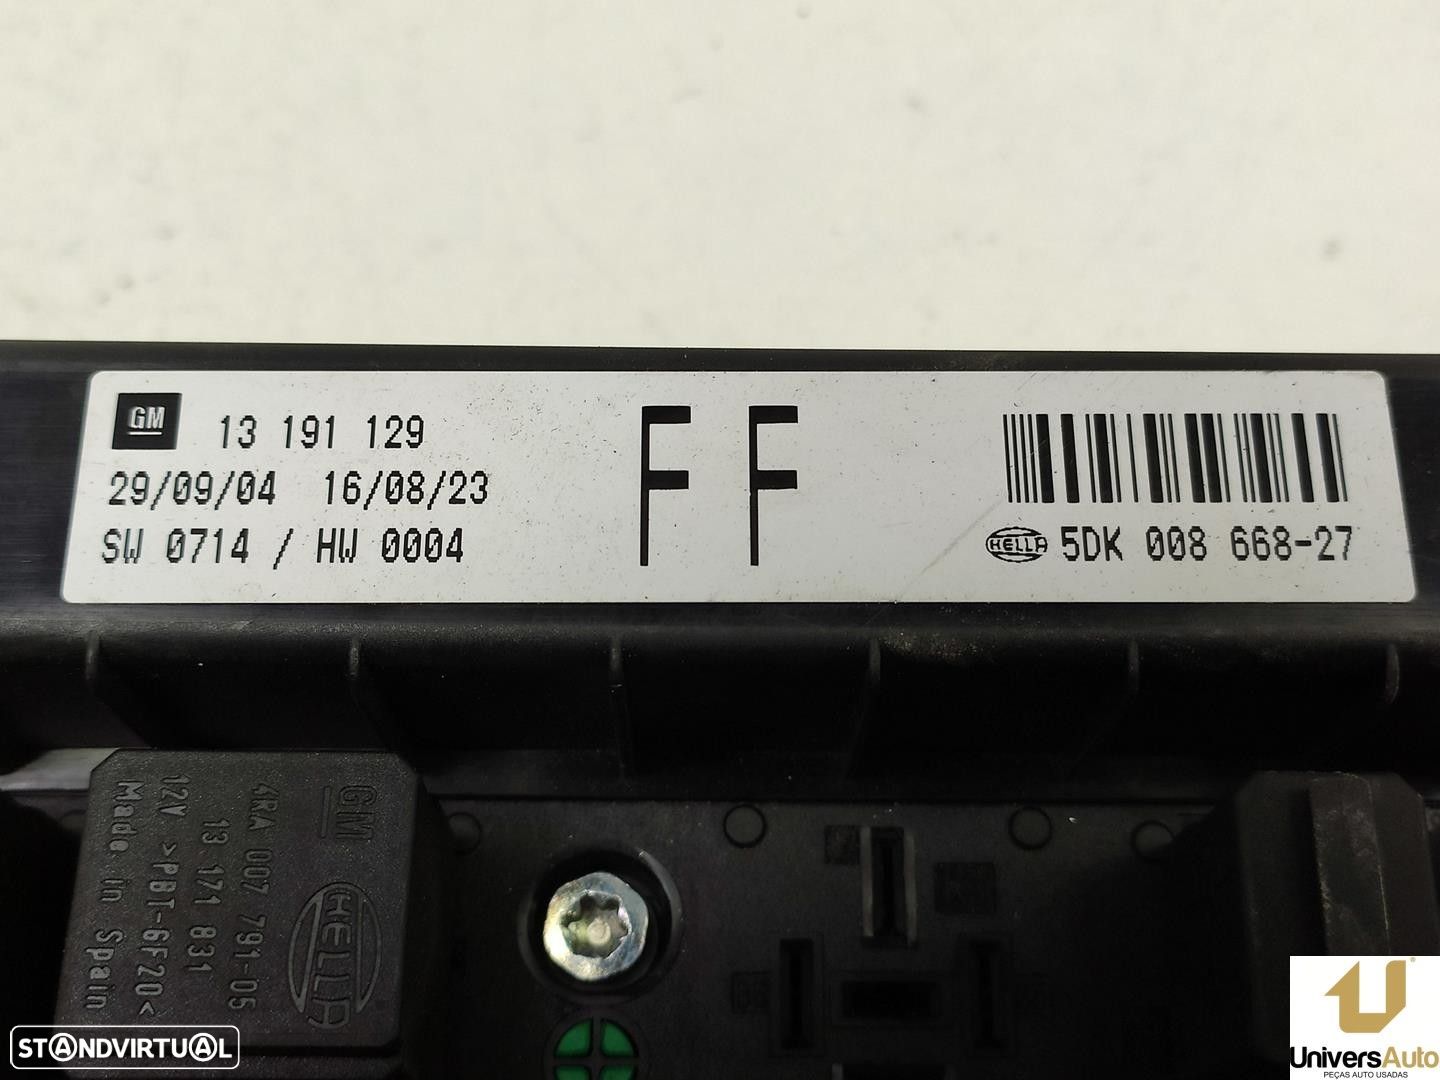 GM 13 191 129
29/09/04 16/08/23
SW 0714 / HW 0004
FF
HELLA 5DK 008 668-27
GM
4RA 007 791-05
13 171 831
12V >PBT-GF20<
Made in Spain
HELLA
STANDVIRTUAL
UniversAuto
PEÇAS AUTO USADAS